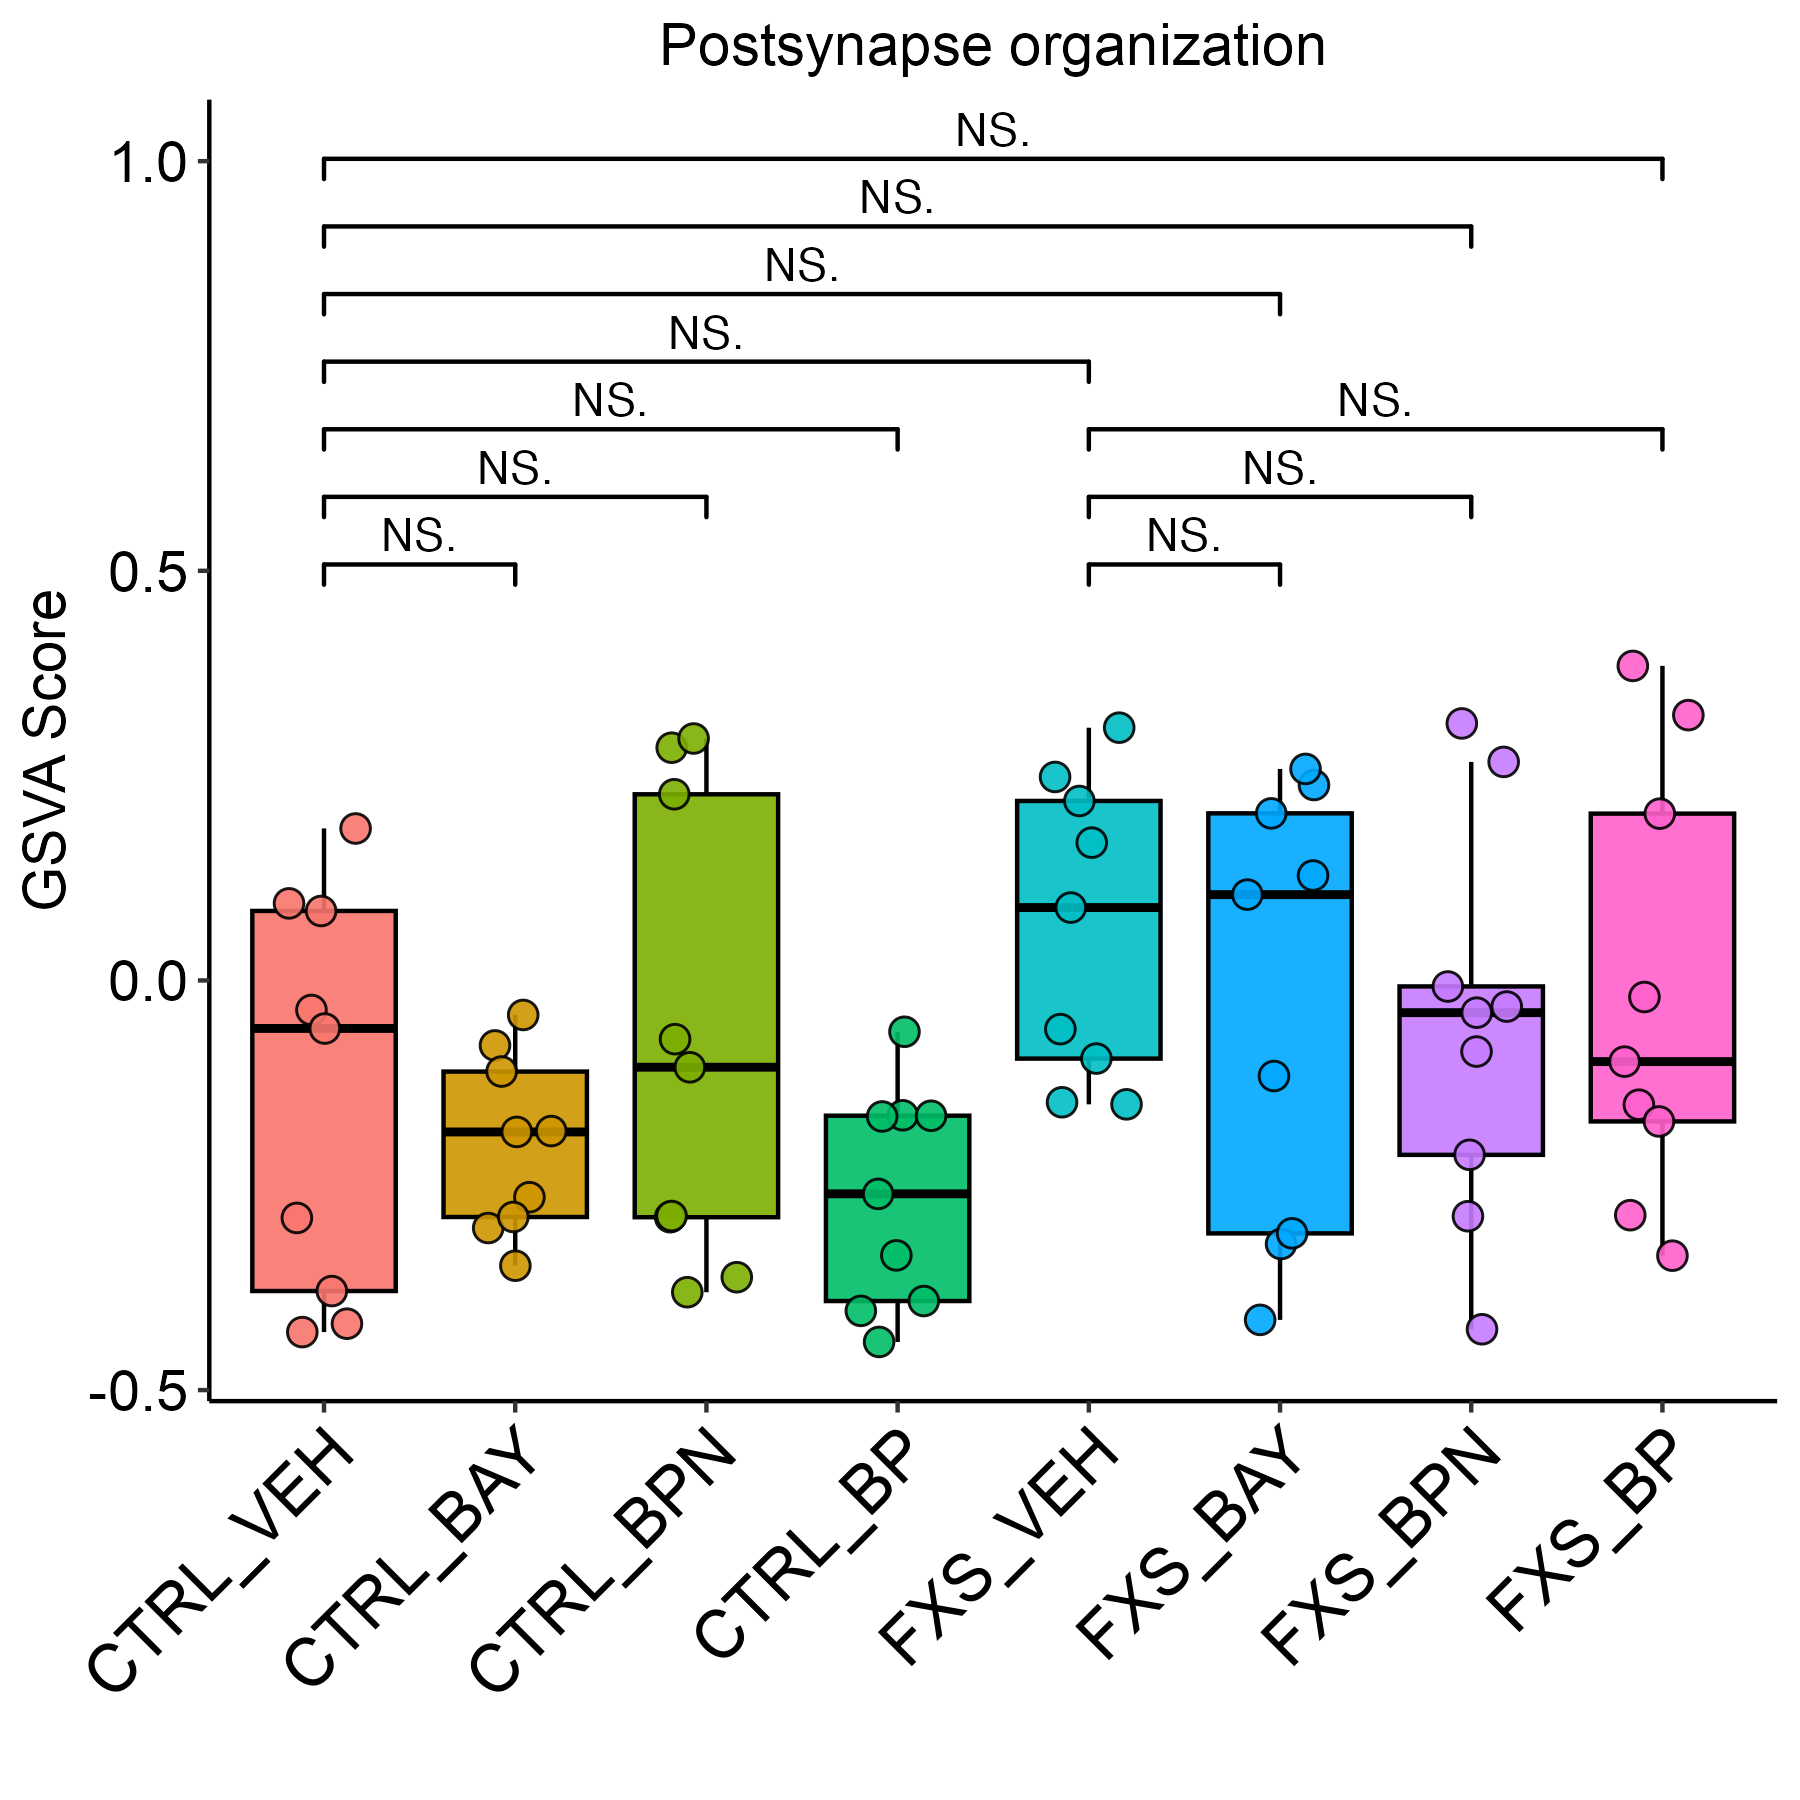 Postsynapse organization
GSVA Score
1.0
0.5
0.0
-0.5
NS.
NS.
NS.
NS.
NS.
NS.
NS.
NS.
NS.
NS.
CTRL_VEH
CTRL_BAY
CTRL_BPN
CTRL_BP
FXS_VEH
FXS_BAY
FXS_BPN
FXS_BP